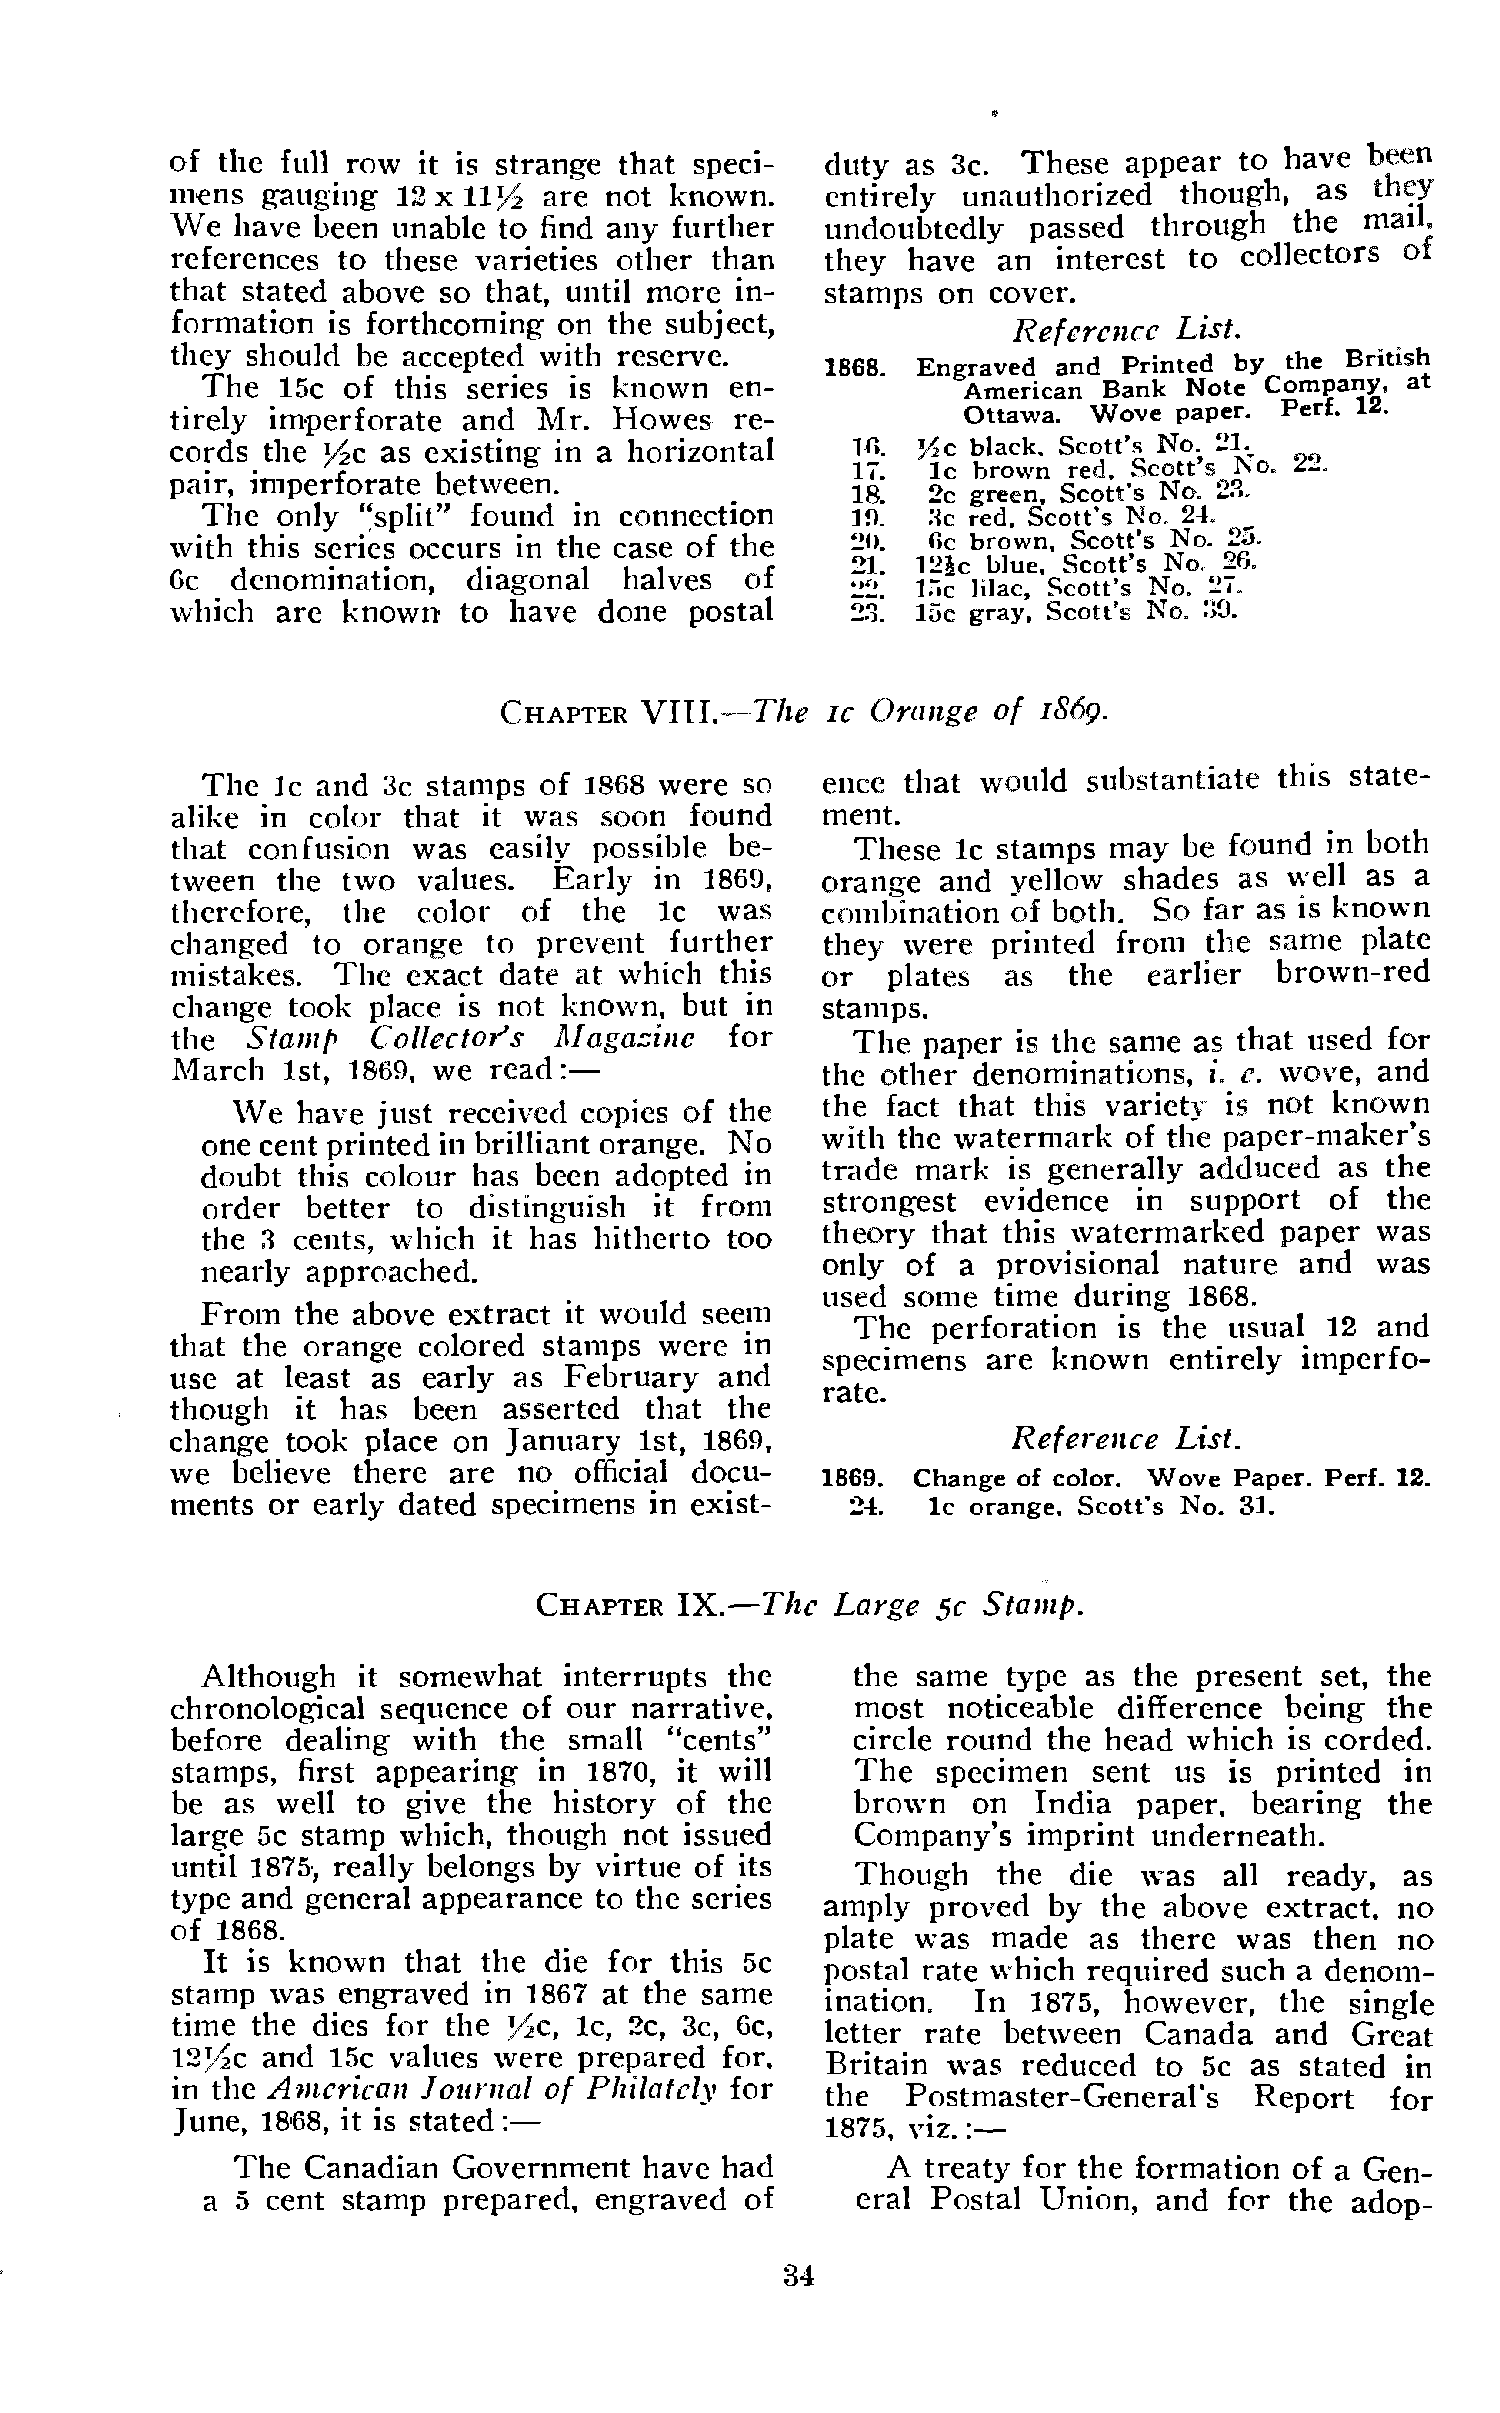 of the full row it is strange that speci-
mens gauging 12 x 11½ are not known.
We have been unable to find any further
references to these varieties other than
that stated above so that, until more in-
formation is forthcoming on the subject,
they should be accepted with reserve.
The 15c of this series is known en-
tirely imperforate and Mr. Howes re-
cords the ½c as existing in a horizontal
pair, imperforate between.
The only "split" found in connection
with this series occurs in the case of the
6c denomination, diagonal halves of
which are known to have done postal
duty as 3c. These appear to have been
entirely unauthorized though, as they
undoubtedly passed through the mail,
they have an interest to collectors of
stamps on cover.
Reference List.
1868. Engraved and Printed by the British
American Bank Note Company, at
Ottawa. Wove paper. Perf. 12.
16. ½c black, Scott's No. 21.
17. 1c brown red, Scott's No. 22.
18. 2c green, Scott's No. 23.
19. 3c red, Scott's No. 24.
20. 6c brown, Scott's No. 25.
21. 12½c blue, Scott's No. 26.
22. 15c lilac, Scott's No. 27.
23. 15c gray, Scott's No. 30.
CHAPTER VIII.—The 1c Orange of 1869.
The 1c and 3c stamps of 1868 were so
alike in color that it was soon found
that confusion was easily possible be-
tween the two values. Early in 1869,
therefore, the color of the 1c was
changed to orange to prevent further
mistakes. The exact date at which this
change took place is not known, but in
the Stamp Collector's Magazine for
March 1st, 1869, we read:—
We have just received copies of the
one cent printed in brilliant orange. No
doubt this colour has been adopted in
order better to distinguish it from
the 3 cents, which it has hitherto too
nearly approached.
From the above extract it would seem
that the orange colored stamps were in
use at least as early as February and
though it has been asserted that the
change took place on January 1st, 1869,
we believe there are no official docu-
ments or early dated specimens in exist-
ence that would substantiate this state-
ment.
These 1c stamps may be found in both
orange and yellow shades as well as a
combination of both. So far as is known
they were printed from the same plate
or plates as the earlier brown-red
stamps.
The paper is the same as that used for
the other denominations, i. e. wove, and
the fact that this variety is not known
with the watermark of the paper-maker's
trade mark is generally adduced as the
strongest evidence in support of the
theory that this watermarked paper was
only of a provisional nature and was
used some time during 1868.
The perforation is the usual 12 and
specimens are known entirely imperfo-
rate.
Reference List.
1869. Change of color. Wove Paper. Perf. 12.
24. 1c orange, Scott's No. 31.
CHAPTER IX.—The Large 5c Stamp.
Although it somewhat interrupts the
chronological sequence of our narrative,
before dealing with the small "cents"
stamps, first appearing in 1870, it will
be as well to give the history of the
large 5c stamp which, though not issued
until 1875, really belongs by virtue of its
type and general appearance to the series
of 1868.
It is known that the die for this 5c
stamp was engraved in 1867 at the same
time the dies for the ½c, 1c, 2c, 3c, 6c,
12½c and 15c values were prepared for,
in the American Journal of Philately for
June, 1868, it is stated:—
The Canadian Government have had
a 5 cent stamp prepared, engraved of
the same type as the present set, the
most noticeable difference being the
circle round the head which is corded.
The specimen sent us is printed in
brown on India paper, bearing the
Company's imprint underneath.
Though the die was all ready, as
amply proved by the above extract, no
plate was made as there was then no
postal rate which required such a denom-
ination. In 1875, however, the single
letter rate between Canada and Great
Britain was reduced to 5c as stated in
the Postmaster-General's Report for
1875, viz.:—
A treaty for the formation of a Gen-
eral Postal Union, and for the adop-
34